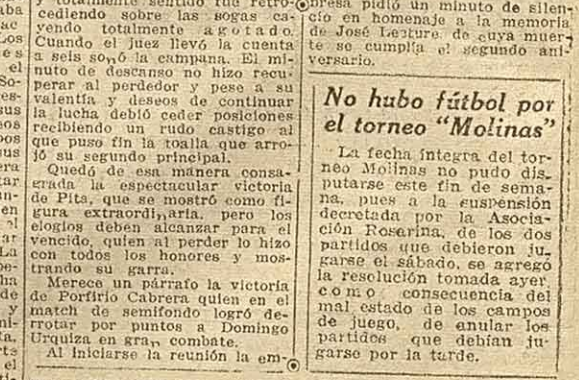 y totalmente sentido fue retro-
cediendo sobre las sogas ca-
yendo totalmente agotado.
Cuando el juez llevó la cuenta
a seis sonó la campana. El mi-
nuto de descanso no hizo recu-
perar al perdedor y pese a su
valentía y deseos de continuar
la lucha debió ceder posiciones
recibiendo un rudo castigo al
que puso fin la toalla que arro-
jó su segundo principal.
Quedó de esa manera consa-
grada la espectacular victoria
de Pita, que se mostró como fi-
gura extraordinaria, pero los
elogios deben alcanzar para el
vencido, quien al perder lo hizo
con todos los honores y mos-
trando su garra.
Merece un párrafo la victoria
de Porfirio Cabrera quien en el
match de semifondo logró de-
rrotar por puntos a Domingo
Urquiza en gran combate.
Al iniciarse la reunión la em-
presa pidió un minuto de silen-
cio en homenaje a la memoria
de José Lecture, de cuya muer-
te se cumplía el segundo ani-
versario.
No hubo fútbol por
el torneo "Molinas"
La fecha íntegra del tor-
neo Molinas no pudo dis-
putarse este fin de sema-
na, pues a la suspensión
decretada por la Asocia-
ción Rosarina, de los dos
partidos que debieron ju-
garse el sábado, se agregó
la resolución tomada ayer
como consecuencia del
mal estado de los campos
de juego, de anular los
partidos que debían ju-
garse por la tarde.